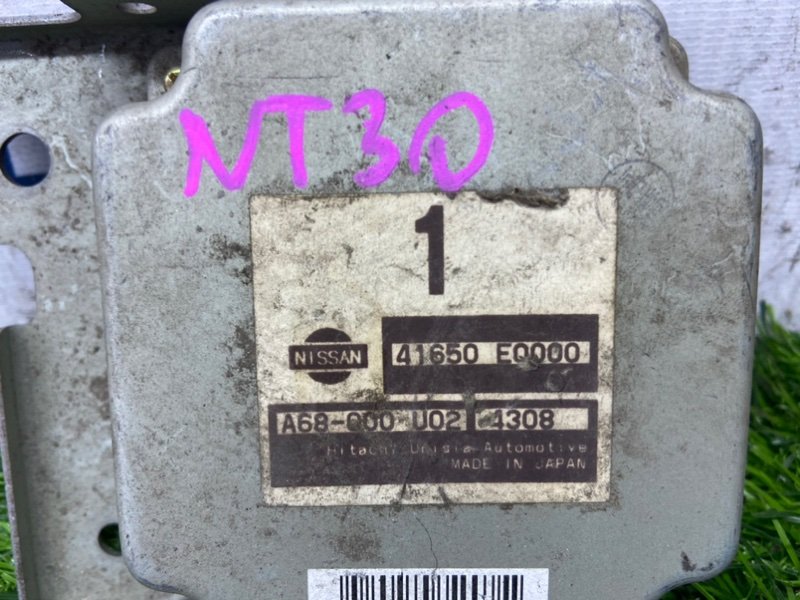 NT30
1
NISSAN 41650 EQ000
A68-000 U02 4308
Hitachi Unisia Automotive
MADE IN JAPAN